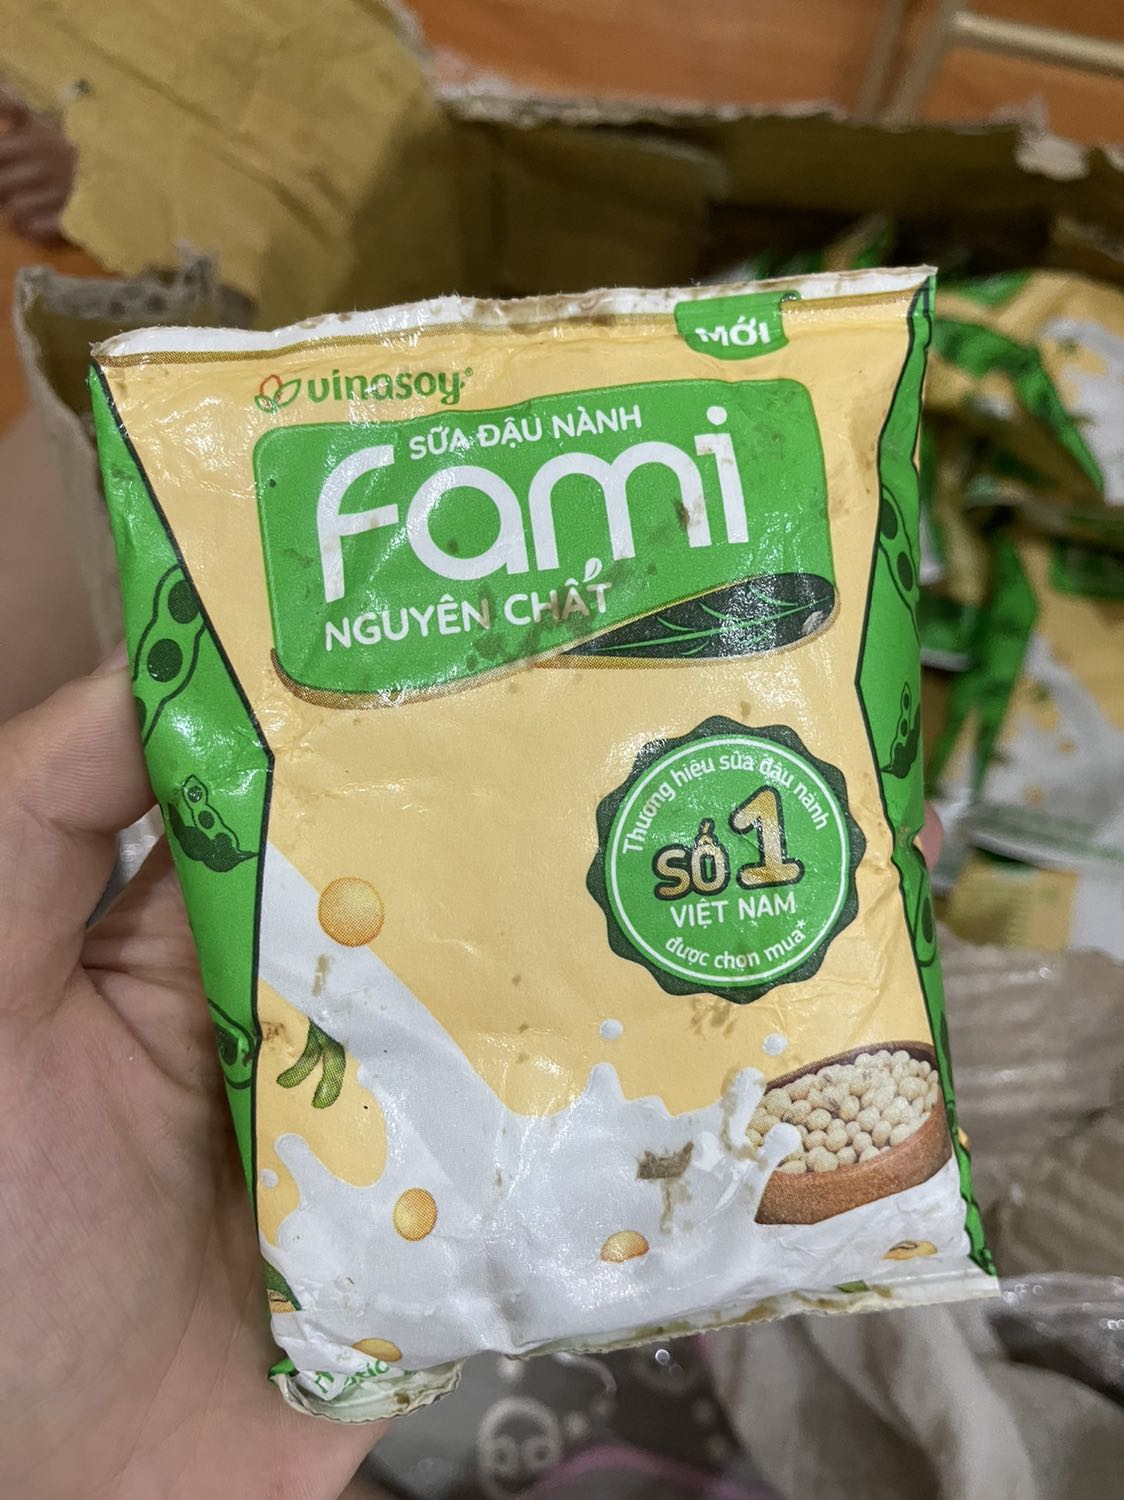 MỚI
vinasoy®
SỮA ĐẬU NÀNH
Fami
NGUYÊN CHẤT
Thương hiệu sữa đậu nành
SỐ 1
VIỆT NAM
được chọn mua*